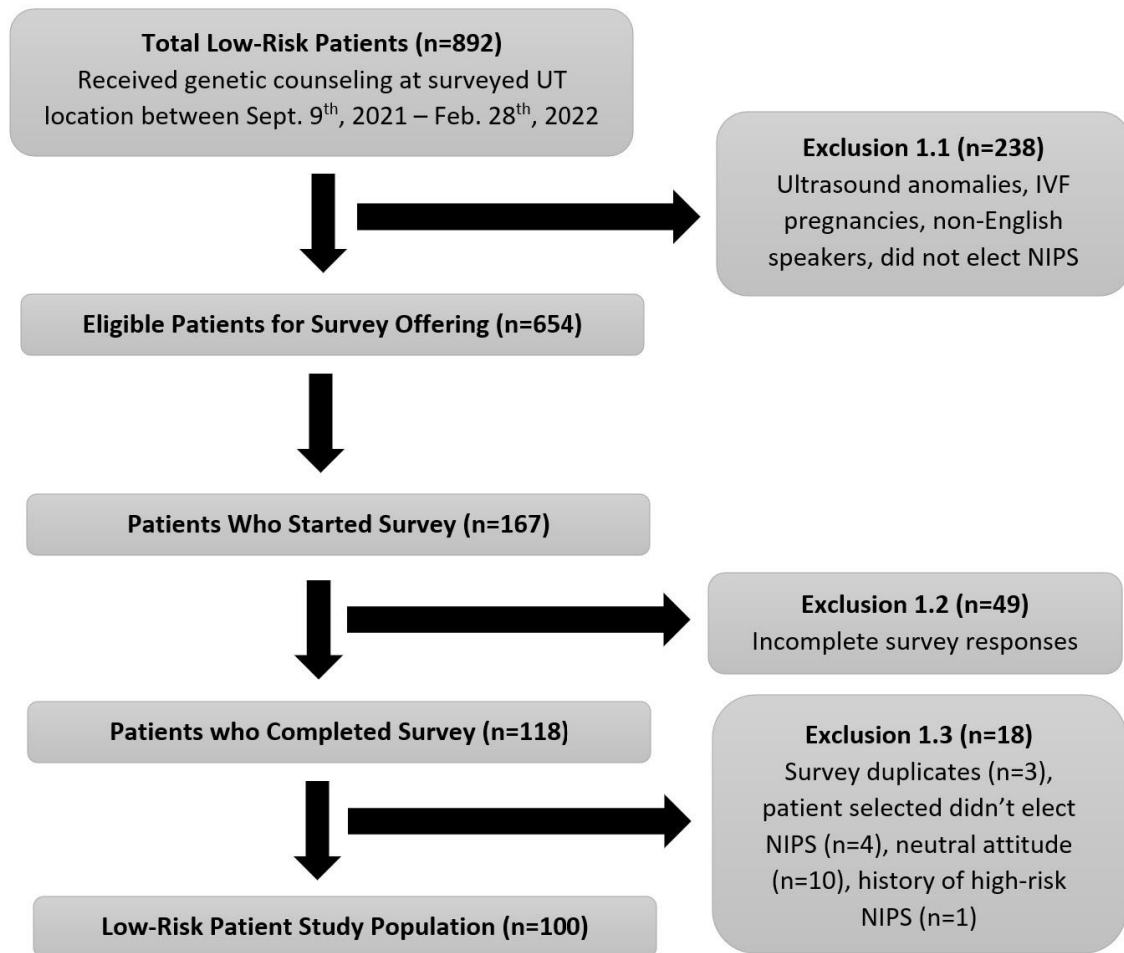 Total Low-Risk Patients (n=892)
Received genetic counseling at surveyed UT
location between Sept. 9th, 2021 – Feb. 28th, 2022
Exclusion 1.1 (n=238)
Ultrasound anomalies, IVF
pregnancies, non-English
speakers, did not elect NIPS
Eligible Patients for Survey Offering (n=654)
Patients Who Started Survey (n=167)
Exclusion 1.2 (n=49)
Incomplete survey responses
Patients who Completed Survey (n=118)
Exclusion 1.3 (n=18)
Survey duplicates (n=3),
patient selected didn’t elect
NIPS (n=4), neutral attitude
(n=10), history of high-risk
NIPS (n=1)
Low-Risk Patient Study Population (n=100)